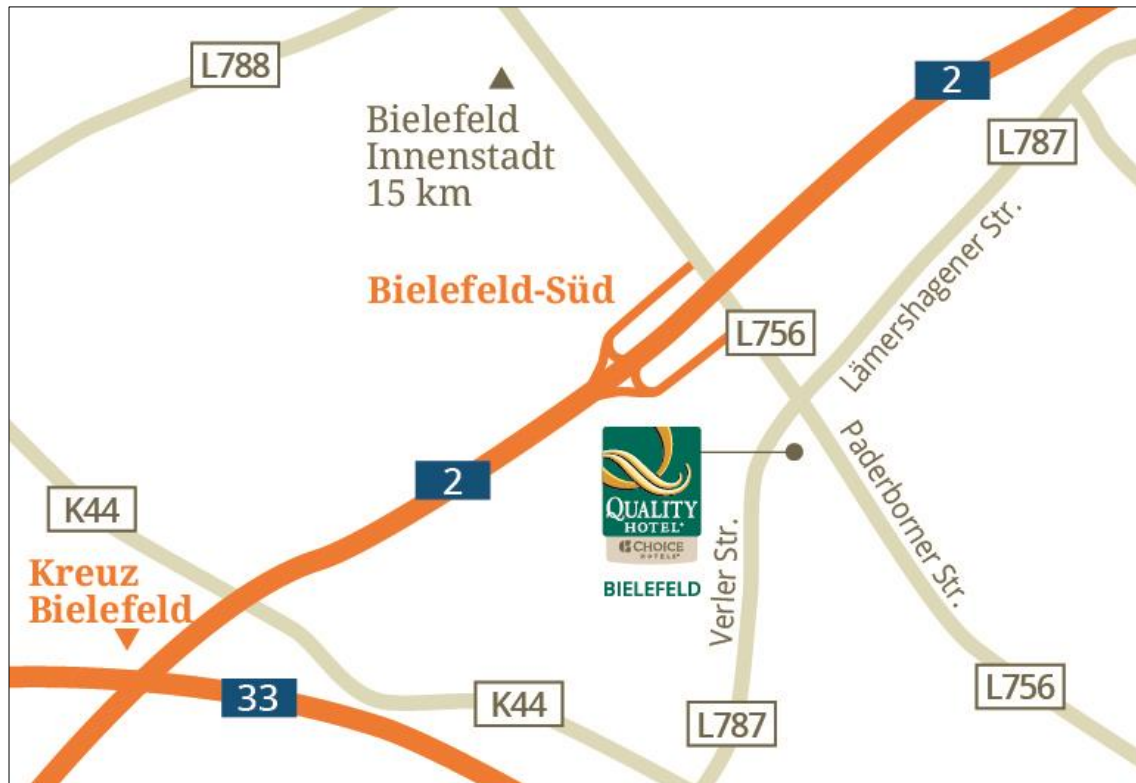 2
L788
Bielefeld
Innenstadt
15 km
L787
Lämershagener Str.
Bielefeld-Süd
L756
Paderborner Str.
2
QUALITY
HOTEL
CHOICE
HOTELS
BIELEFELD
K44
Verler Str.
Kreuz
Bielefeld
33
K44
L756
L787